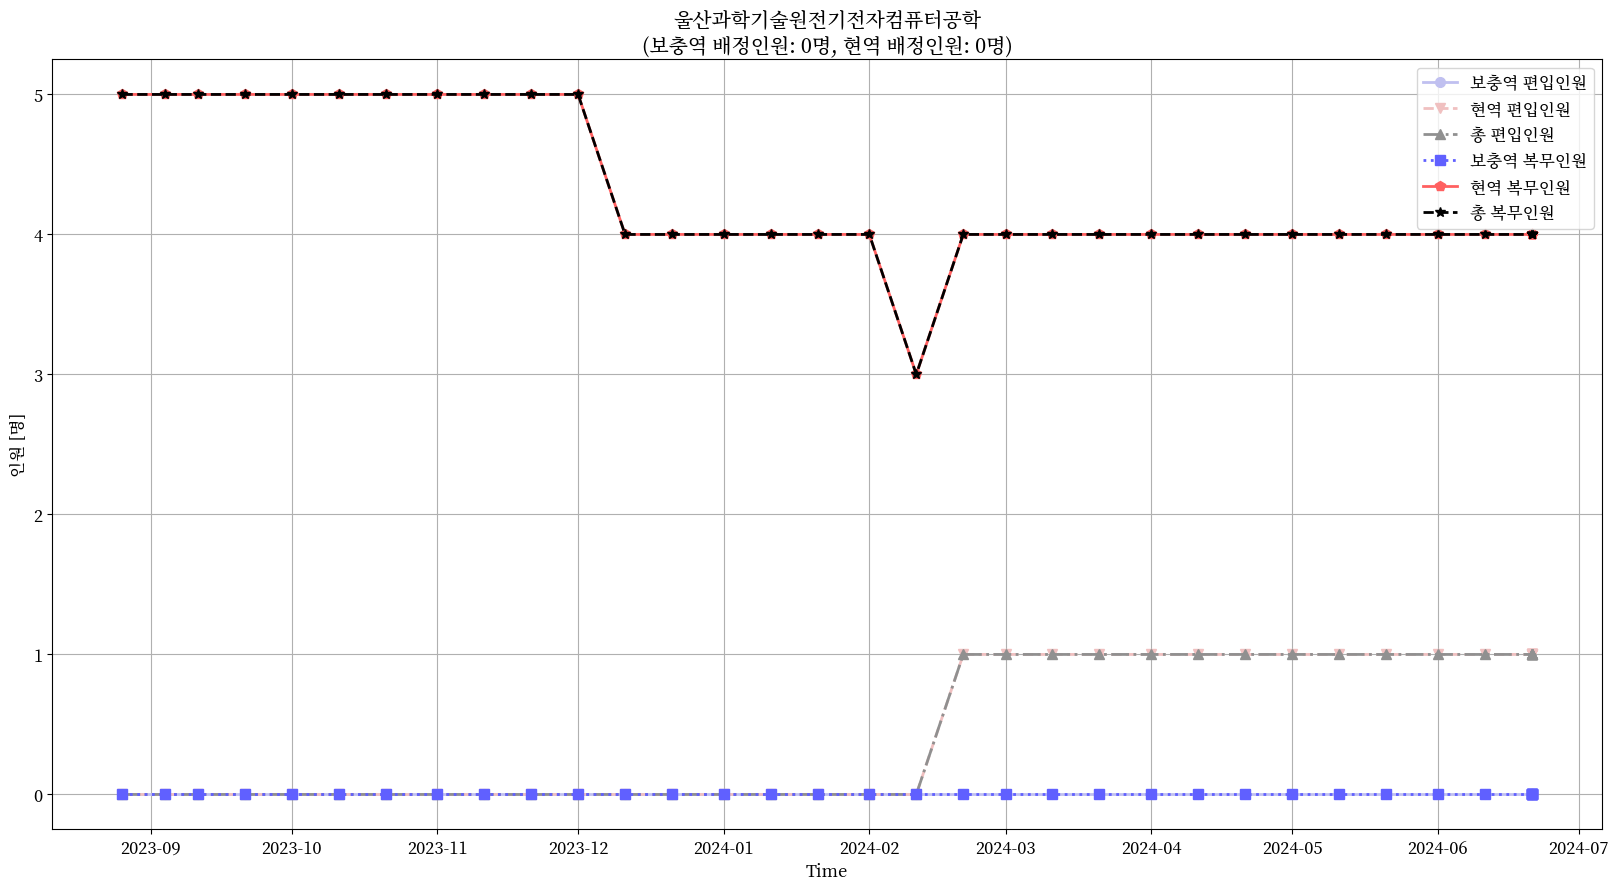 울산과학기술원전기전자컴퓨터공학
(보충역 배정인원: 0명, 현역 배정인원: 0명)
보충역 편입인원
현역 편입인원
총 편입인원
보충역 복무인원
현역 복무인원
총 복무인원
인원 [명]
5
4
3
2
1
0
2023-09 2023-10 2023-11 2023-12 2024-01 2024-02 2024-03 2024-04 2024-05 2024-06 2024-07
Time